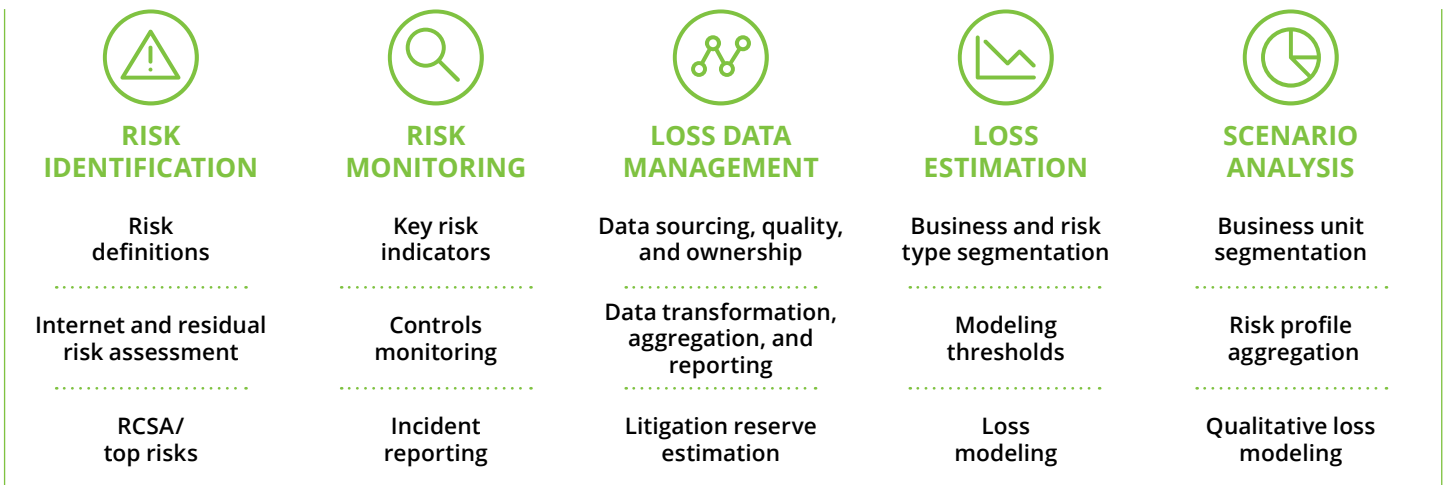 RISK
IDENTIFICATION
Risk
definitions
Internet and residual
risk assessment
RCSA/
top risks
RISK
MONITORING
Key risk
indicators
Controls
monitoring
Incident
reporting
LOSS DATA
MANAGEMENT
Data sourcing, quality,
and ownership
Data transformation,
aggregation, and
reporting
Litigation reserve
estimation
LOSS
ESTIMATION
Business and risk
type segmentation
Modeling
thresholds
Loss
modeling
SCENARIO
ANALYSIS
Business unit
segmentation
Risk profile
aggregation
Qualitative loss
modeling